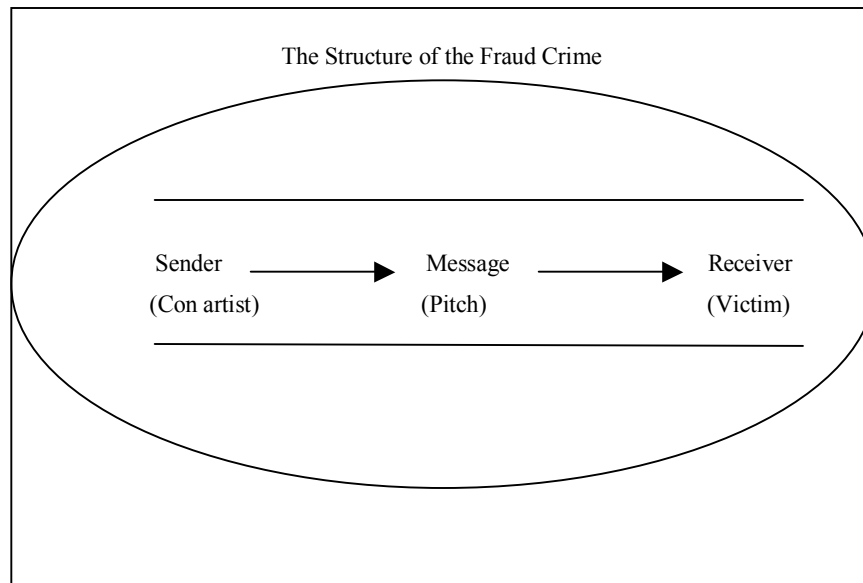 The Structure of the Fraud Crime
Sender Message Receiver
(Con artist) (Pitch) (Victim)